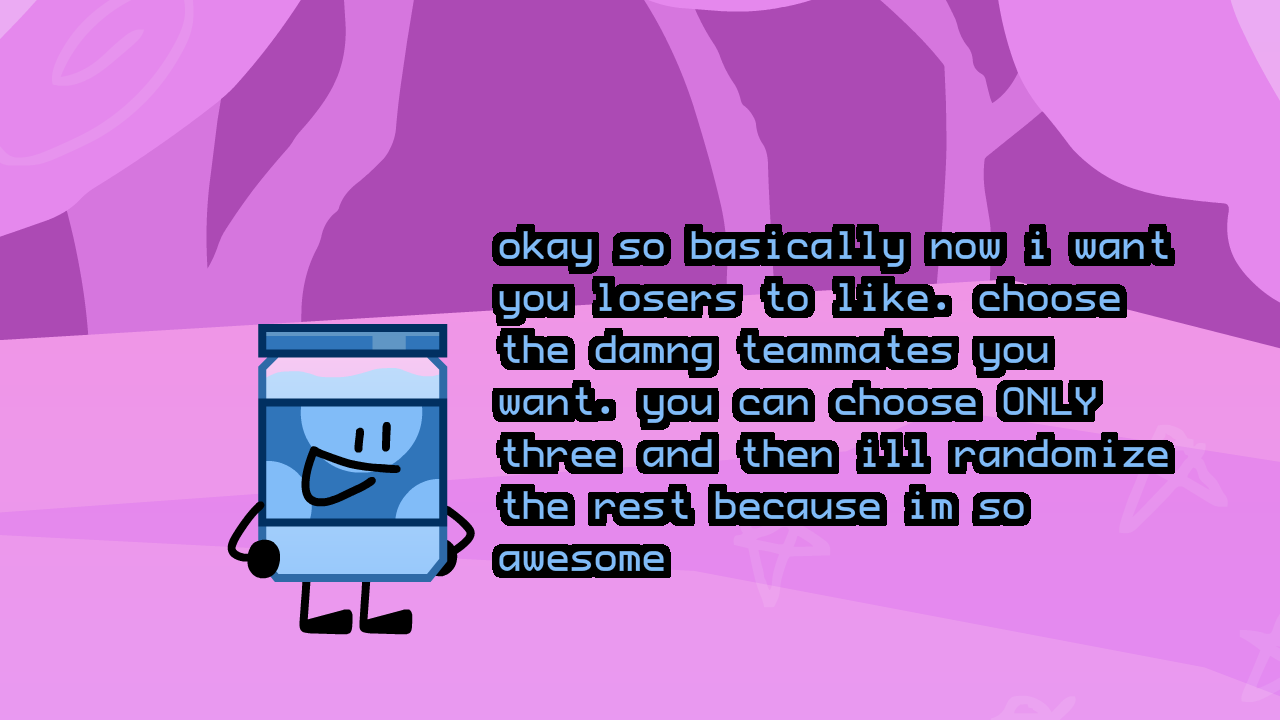 okay so basically now i want
you losers to like. choose
the damng teammates you
want. you can choose ONLY
three and then ill randomize
the rest because im so
awesome